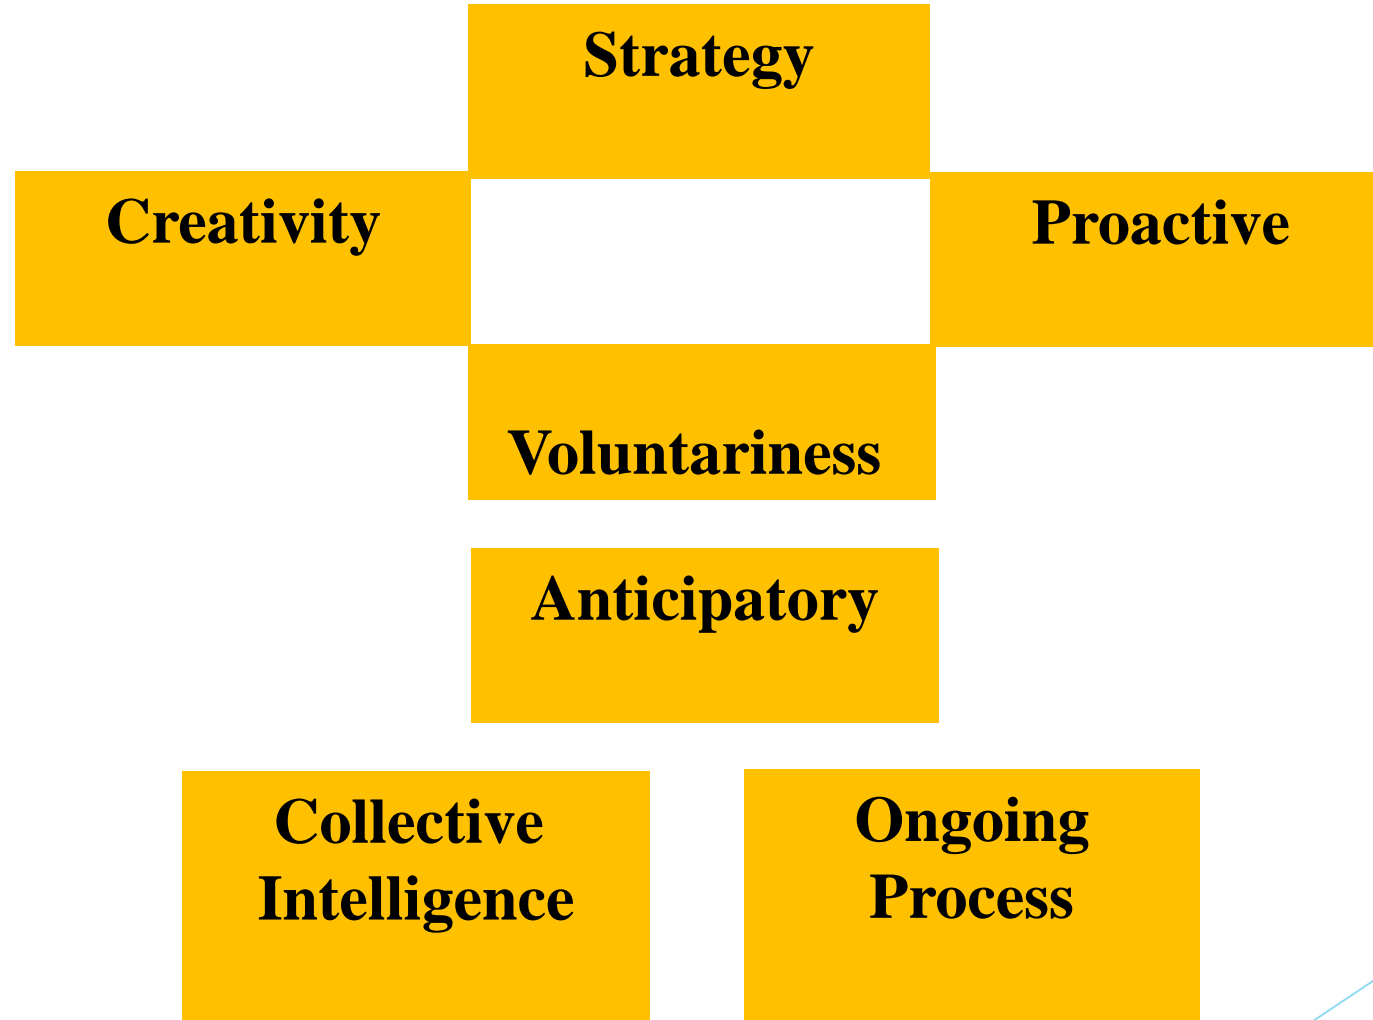 Strategy
Creativity
Proactive
Voluntariness
Anticipatory
Collective
Intelligence
Ongoing
Process